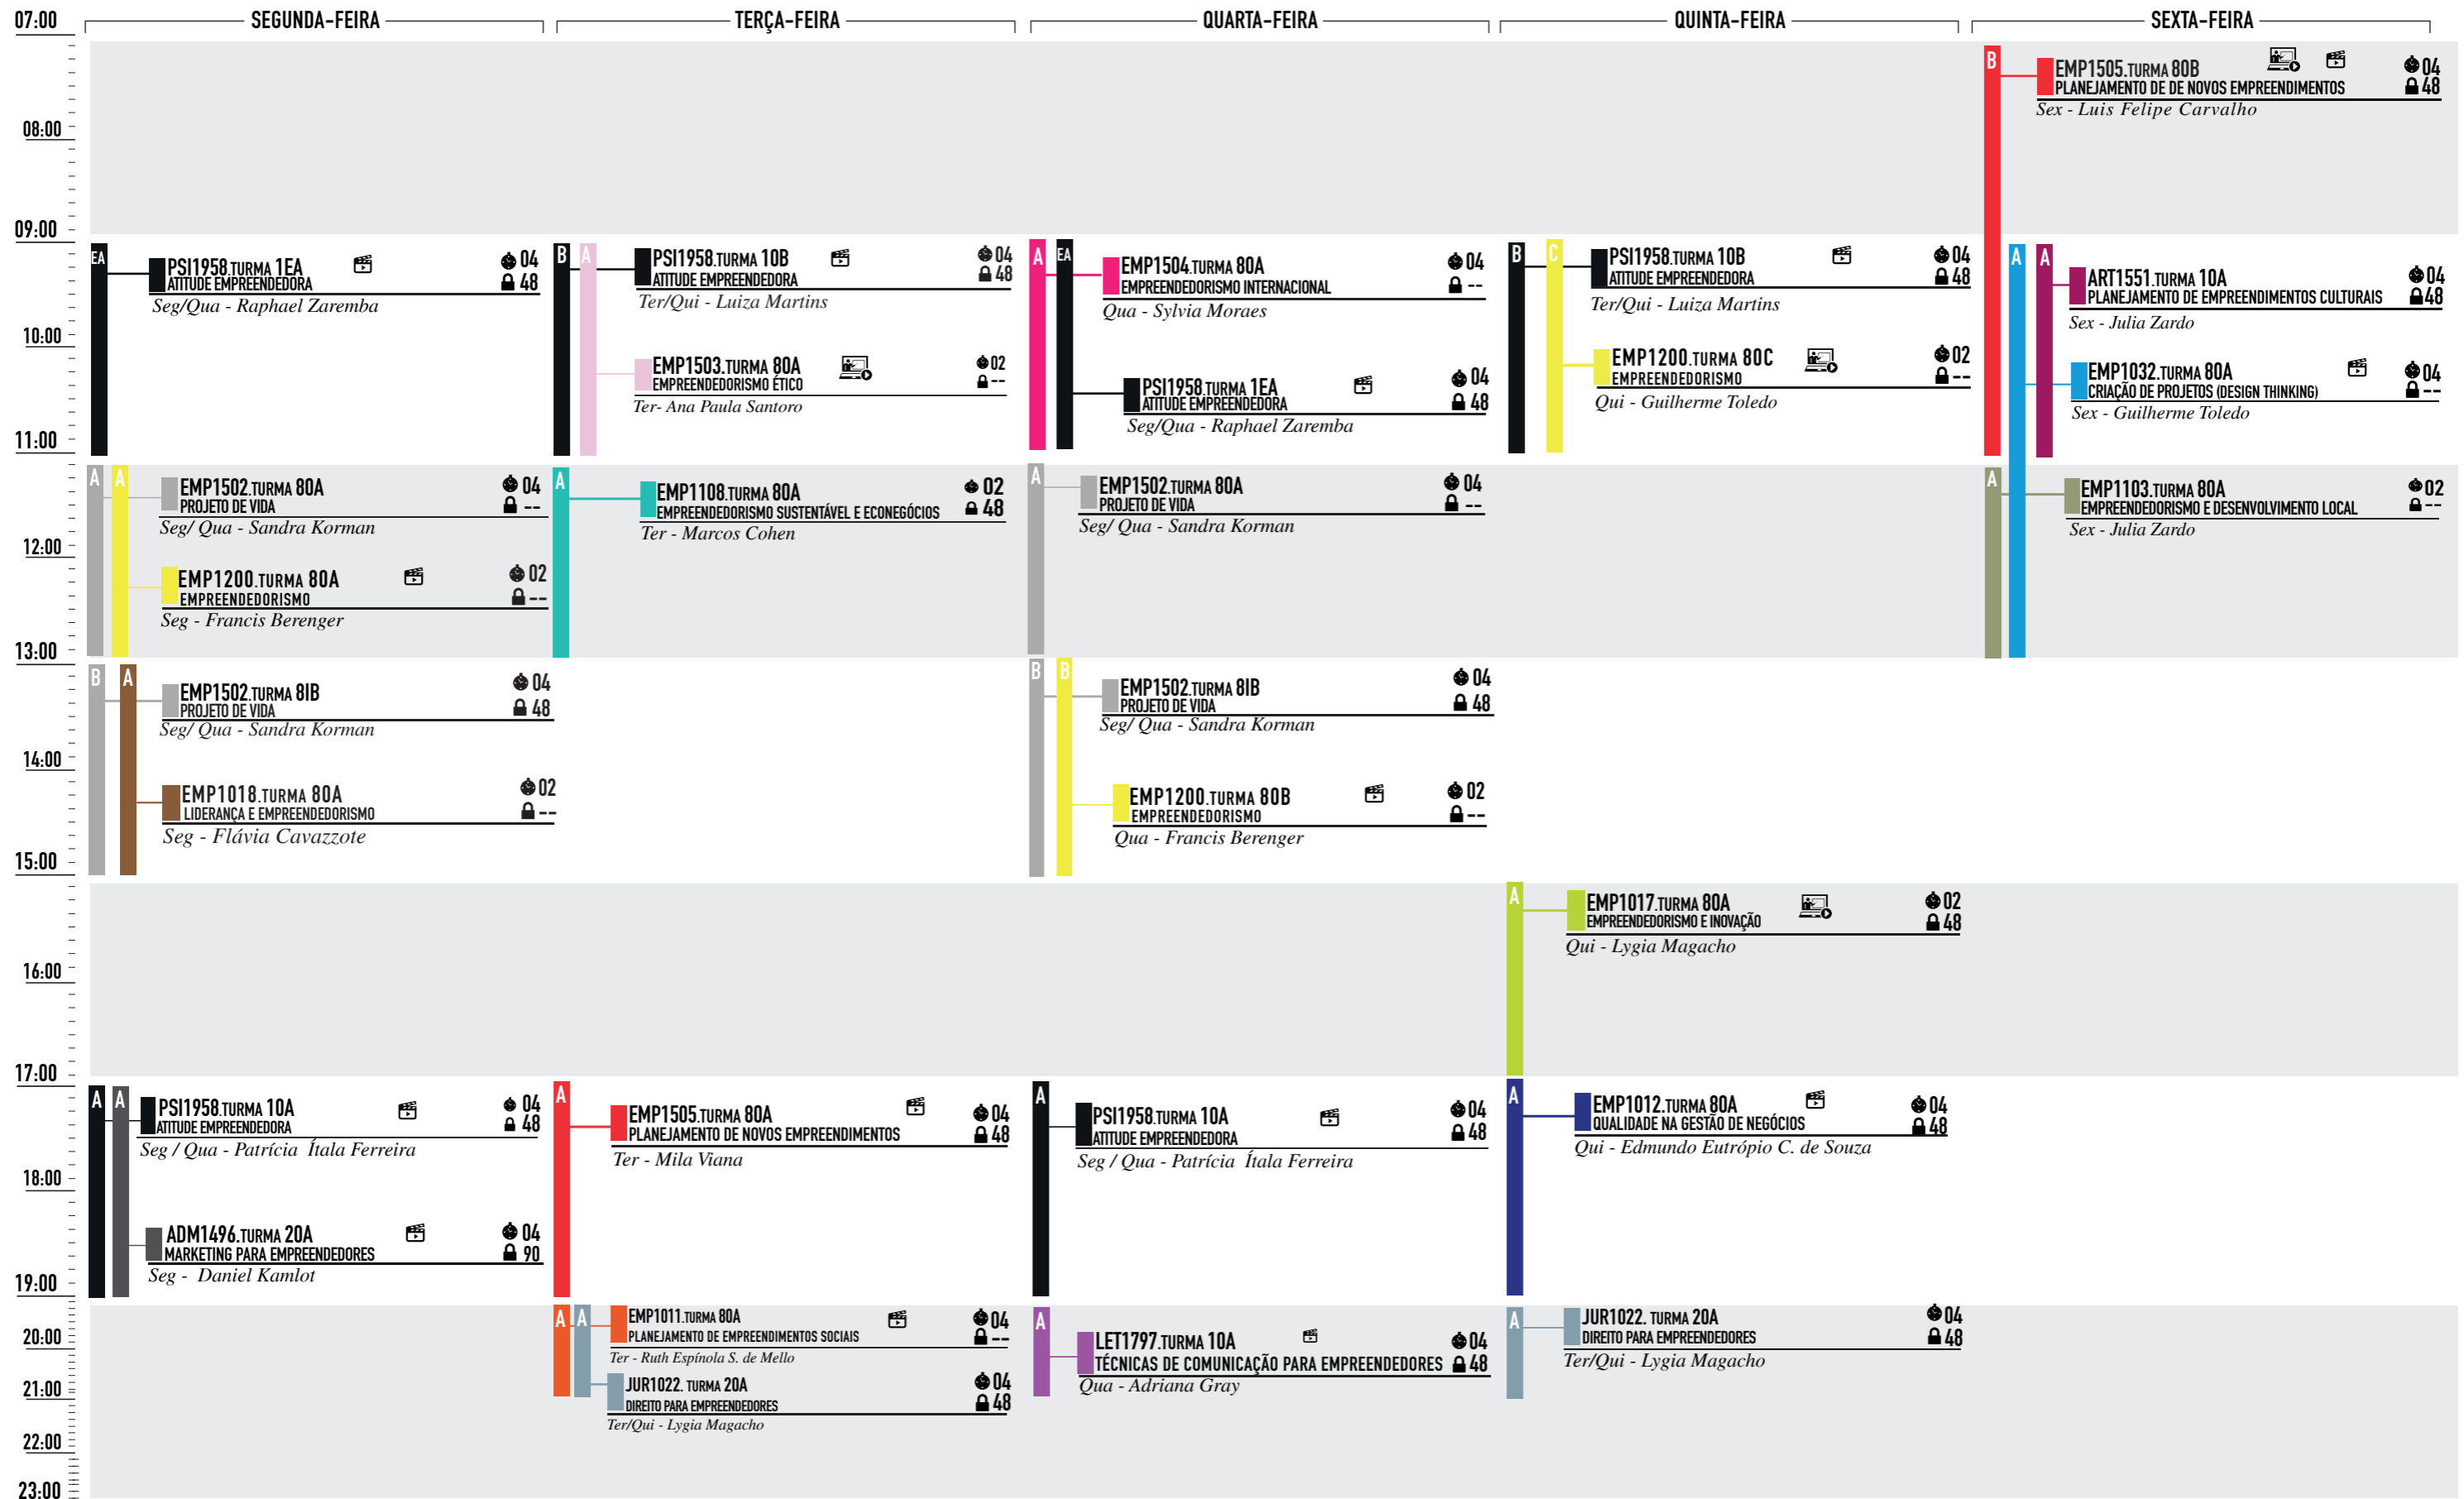 07:00
SEGUNDA-FEIRA
TERÇA-FEIRA
QUARTA-FEIRA
QUINTA-FEIRA
SEXTA-FEIRA
B
EMP1505.TURMA 80B
04
PLANEJAMENTO DE DE NOVOS EMPREENDIMENTOS
48
Sex - Luis Felipe Carvalho
08:00
09:00
EA
PSI1958.TURMA 1EA
04
ATITUDE EMPREENDEDORA
48
Seg/Qua - Raphael Zaremba
B
A
PSI1958.TURMA 10B
04
ATITUDE EMPREENDEDORA
48
Ter/Qui - Luiza Martins
EMP1503.TURMA 80A
02
EMPREENDEDORISMO ÉTICO
--
Ter- Ana Paula Santoro
A
EA
EMP1504.TURMA 80A
04
EMPREENDEDORISMO INTERNACIONAL
--
Qua - Sylvia Moraes
PSI1958.TURMA 1EA
04
ATITUDE EMPREENDEDORA
48
Seg/Qua - Raphael Zaremba
B
C
PSI1958.TURMA 10B
04
ATITUDE EMPREENDEDORA
48
Ter/Qui - Luiza Martins
EMP1200.TURMA 80C
02
EMPREENDEDORISMO
--
Qui - Guilherme Toledo
A
A
ART1551.TURMA 10A
04
PLANEJAMENTO DE EMPREENDIMENTOS CULTURAIS
48
Sex - Julia Zardo
EMP1032.TURMA 80A
04
CRIAÇÃO DE PROJETOS (DESIGN THINKING)
--
Sex - Guilherme Toledo
10:00
11:00
A
A
EMP1502.TURMA 80A
04
PROJETO DE VIDA
--
Seg/ Qua - Sandra Korman
EMP1200.TURMA 80A
02
EMPREENDEDORISMO
--
Seg - Francis Berenger
A
EMP1108.TURMA 80A
02
EMPREENDEDORISMO SUSTENTÁVEL E ECONEGÓCIOS
48
Ter - Marcos Cohen
A
EMP1502.TURMA 80A
04
PROJETO DE VIDA
--
Seg/ Qua - Sandra Korman
A
EMP1103.TURMA 80A
02
EMPREENDEDORISMO E DESENVOLVIMENTO LOCAL
--
Sex - Julia Zardo
12:00
13:00
B
A
EMP1502.TURMA 8IB
04
PROJETO DE VIDA
48
Seg/ Qua - Sandra Korman
EMP1018.TURMA 80A
02
LIDERANÇA E EMPREENDEDORISMO
--
Seg - Flávia Cavazzote
B
B
EMP1502.TURMA 8IB
04
PROJETO DE VIDA
48
Seg/ Qua - Sandra Korman
EMP1200.TURMA 80B
02
EMPREENDEDORISMO
--
Qua - Francis Berenger
14:00
15:00
A
EMP1017.TURMA 80A
02
EMPREENDEDORISMO E INOVAÇÃO
48
Qui - Lygia Magacho
16:00
17:00
A
A
PSI1958.TURMA 10A
04
ATITUDE EMPREENDEDORA
48
Seg / Qua - Patrícia Ítala Ferreira
ADM1496.TURMA 20A
04
MARKETING PARA EMPREENDEDORES
90
Seg - Daniel Kamlot
A
EMP1505.TURMA 80A
04
PLANEJAMENTO DE NOVOS EMPREENDIMENTOS
48
Ter - Mila Viana
A
PSI1958.TURMA 10A
04
ATITUDE EMPREENDEDORA
48
Seg / Qua - Patrícia Ítala Ferreira
A
EMP1012.TURMA 80A
04
QUALIDADE NA GESTÃO DE NEGÓCIOS
48
Qui - Edmundo Eutrópio C. de Souza
18:00
19:00
A
A
EMP1011.TURMA 80A
04
PLANEJAMENTO DE EMPREENDIMENTOS SOCIAIS
--
Ter - Ruth Espínola S. de Mello
JUR1022. TURMA 20A
04
DIREITO PARA EMPREENDEDORES
48
Ter/Qui - Lygia Magacho
A
LET1797.TURMA 10A
04
TÉCNICAS DE COMUNICAÇÃO PARA EMPREENDEDORES
48
Qua - Adriana Gray
A
JUR1022. TURMA 20A
04
DIREITO PARA EMPREENDEDORES
48
Ter/Qui - Lygia Magacho
20:00
21:00
22:00
23:00